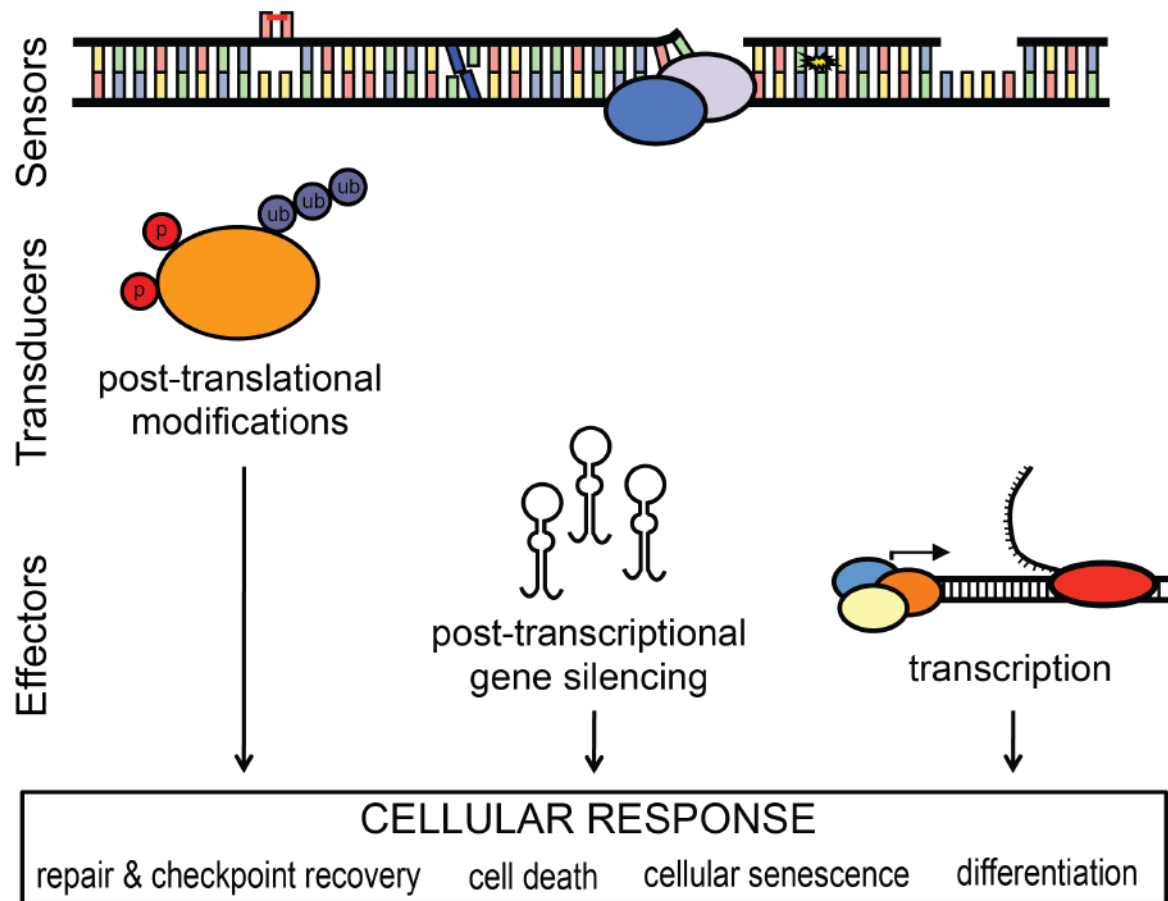 Sensors
Transducers
Effectors
p
p
ub
ub
ub
post-translational
modifications
post-transcriptional
gene silencing
transcription
CELLULAR RESPONSE
repair & checkpoint recovery cell death cellular senescence differentiation